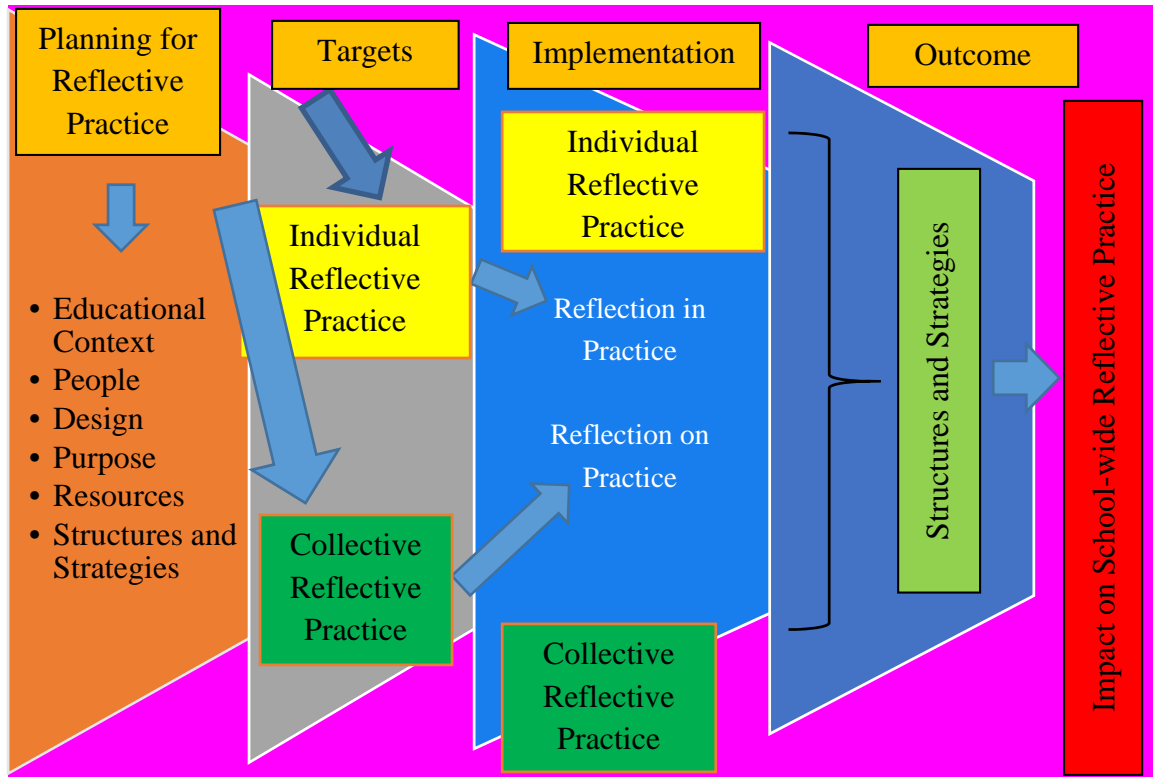 Planning for
Reflective
Practice
• Educational
Context
• People
• Design
• Purpose
• Resources
• Structures and
Strategies
Targets
Individual
Reflective
Practice
Collective
Reflective
Practice
Implementation
Individual
Reflective
Practice
Reflection in
Practice
Reflection on
Practice
Collective
Reflective
Practice
Outcome
Structures and Strategies
Impact on School-wide Reflective Practice